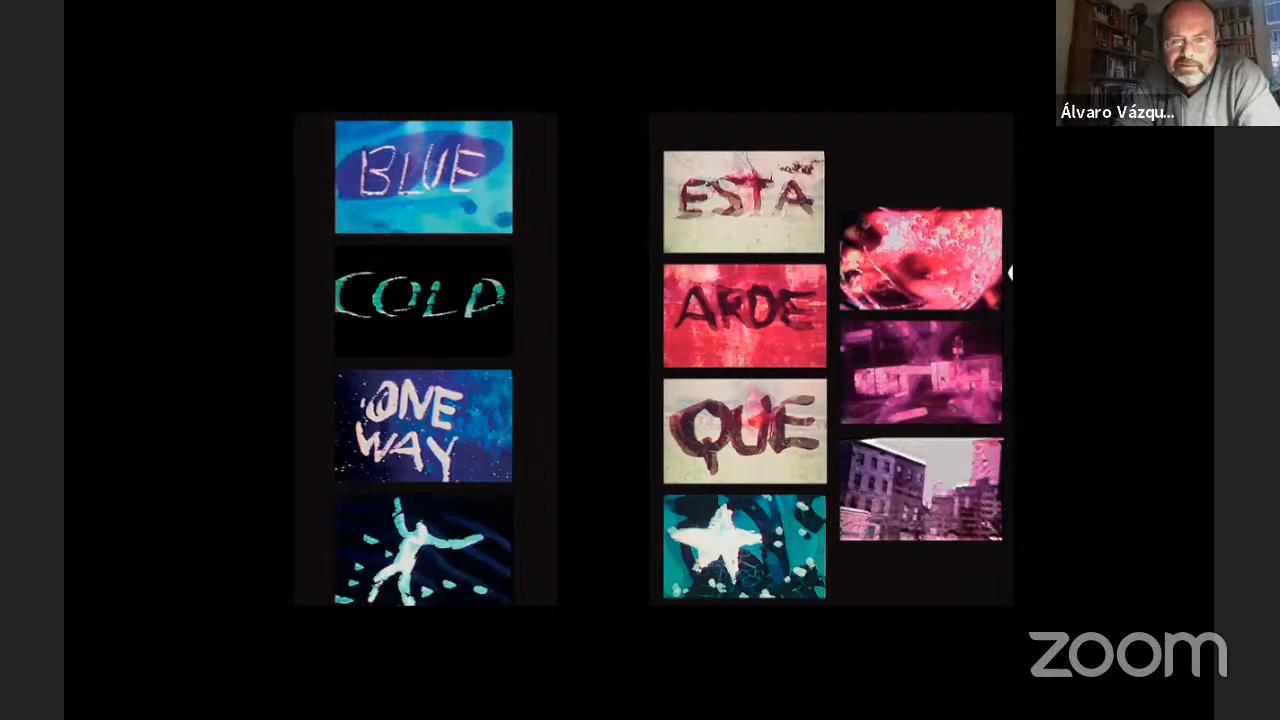 BLUE
COLD
ONE
WAY
ESTÁ
ARDE
QUE
Álvaro Vázqu...
zoom